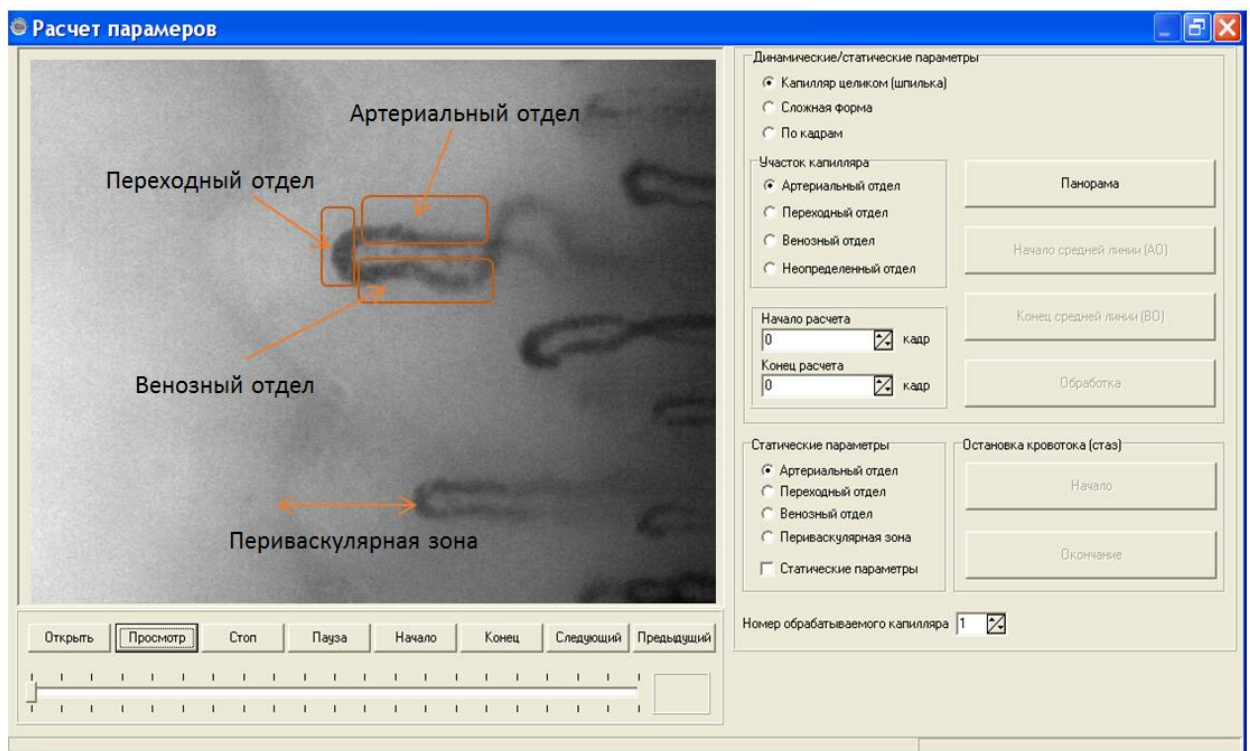 Расчет парамеров
Артериальный отдел
Переходный отдел
Венозный отдел
Периваскулярная зона
Открыть
Просмотр
Стоп
Пауза
Начало
Конец
Следующий
Предыдущий
Динамические/статические параметры
Капилляр целиком (шпилька)
Сложная форма
По кадрам
Участок капилляра
Артериальный отдел
Переходный отдел
Венозный отдел
Неопределенный отдел
Панорама
Начало средней линии (АО)
Конец средней линии (ВО)
Обработка
Начало расчета
0 кадр
Конец расчета
0 кадр
Статические параметры
Артериальный отдел
Переходный отдел
Венозный отдел
Периваскулярная зона
Статические параметры
Остановка кровотока (стаз)
Начало
Окончание
Номер обрабатываемого капилляра 1